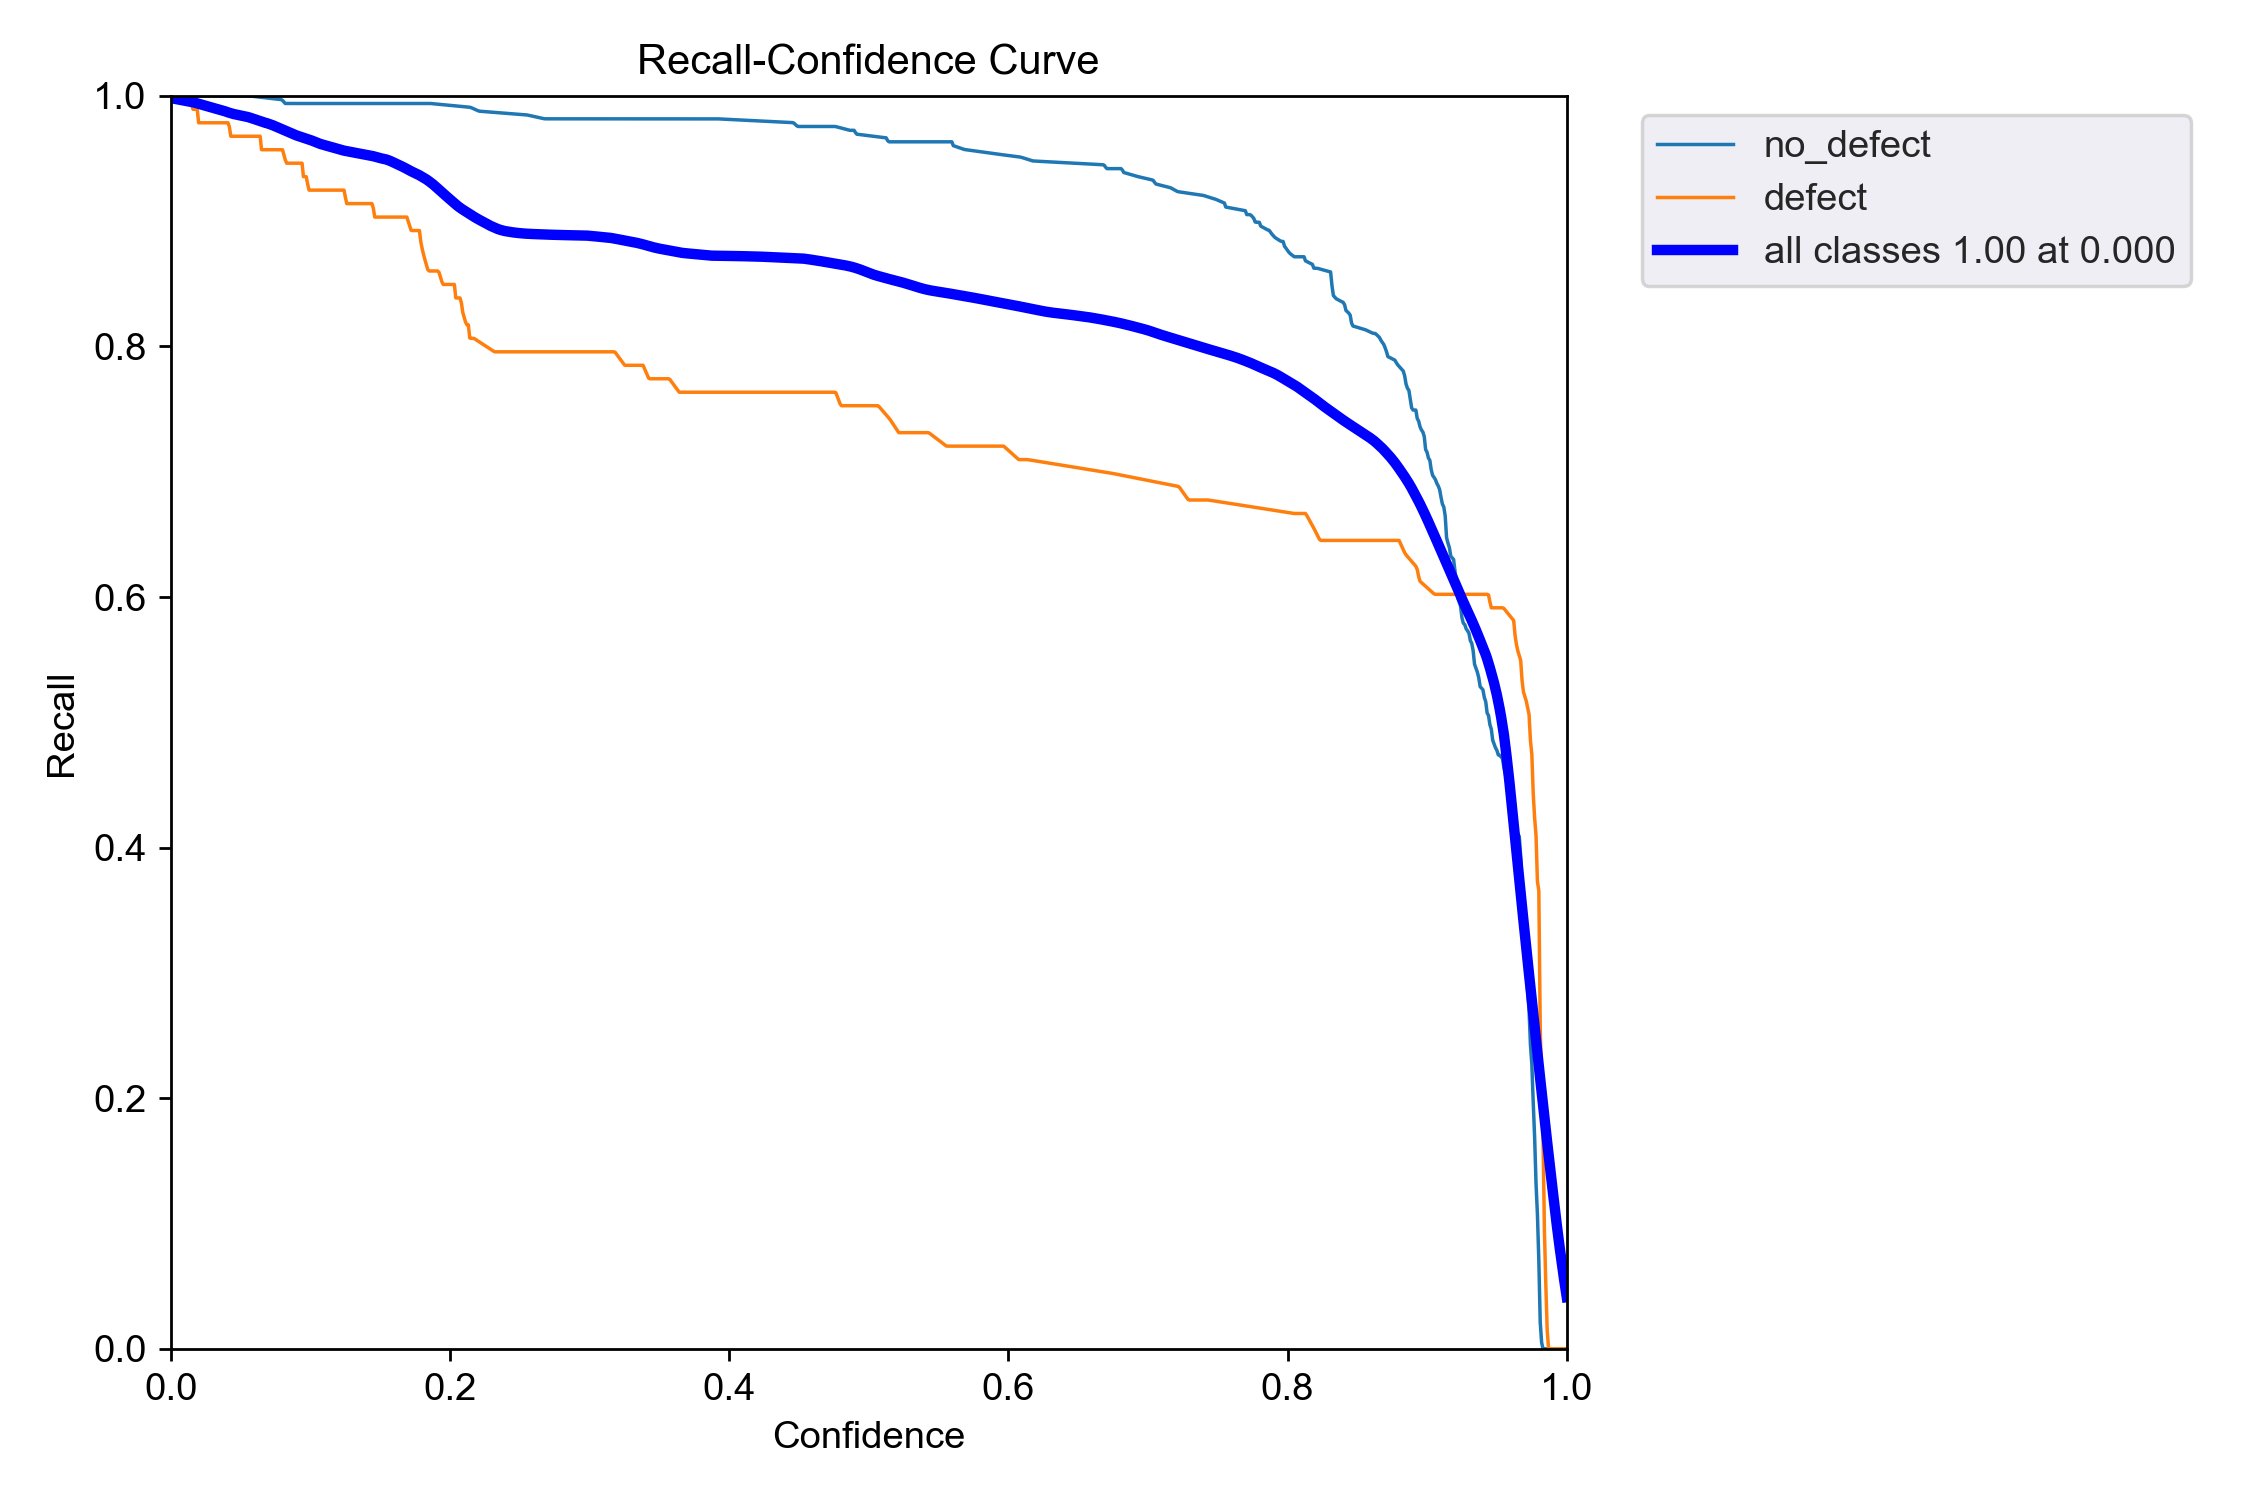 Recall-Confidence Curve
1.0
0.8
0.6
0.4
0.2
0.0
Recall
0.0 0.2 0.4 0.6 0.8 1.0
Confidence
no_defect
defect
all classes 1.00 at 0.000